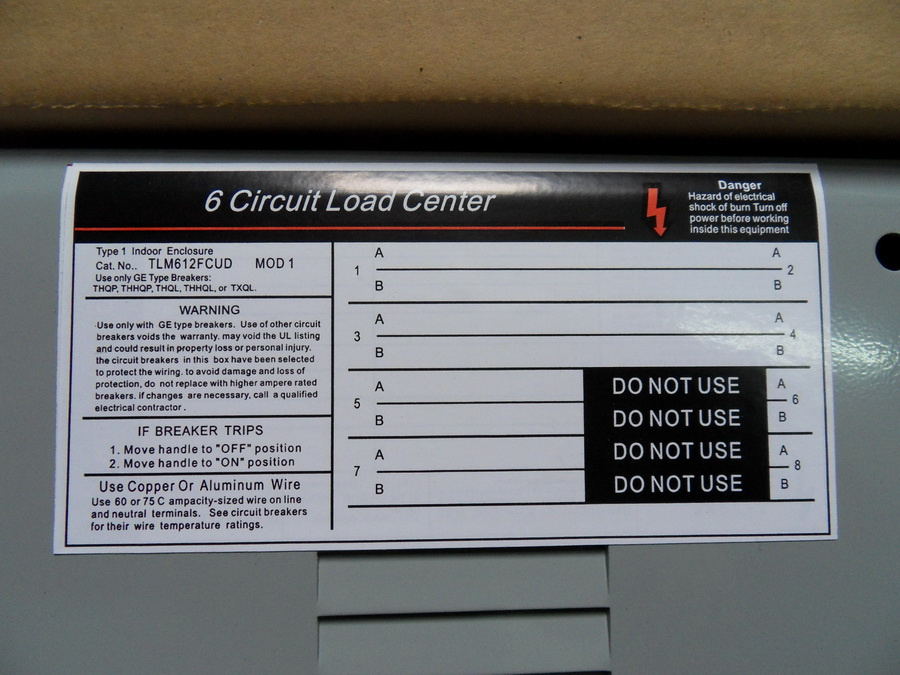 6 Circuit Load Center
Danger
Hazard of electrical
shock of burn Turn off
power before working
inside this equipment
Type 1 Indoor Enclosure
Cat. No.. TLM612FCUD MOD 1
Use only GE Type Breakers:
THQP, THHQP, THQL, THHQL, or TXQL.
WARNING
Use only with GE type breakers. Use of other circuit
breakers voids the warranty. may void the UL listing
and could result in property loss or personal injury.
the circuit breakers in this box have been selected
to protect the wiring. to avoid damage and loss of
protection, do not replace with higher ampere rated
breakers. if changes are necessary, call a qualified
electrical contractor.
IF BREAKER TRIPS
1. Move handle to "OFF" position
2. Move handle to "ON" position
Use Copper Or Aluminum Wire
Use 60 or 75 C ampacity-sized wire on line
and neutral terminals. See circuit breakers
for their wire temperature ratings.
A A
1 2
B B
A A
3 4
B B
A DO NOT USE A
5 6
B DO NOT USE B
A DO NOT USE A
7 8
B DO NOT USE B